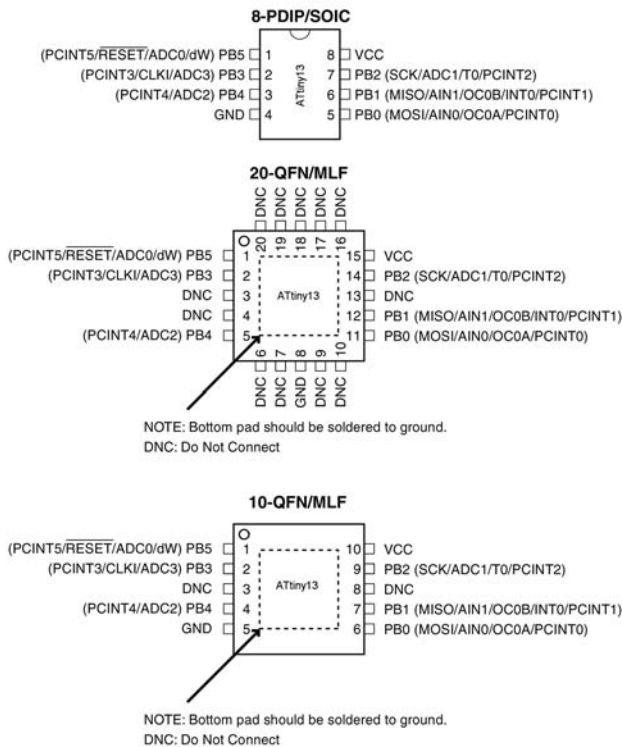 8-PDIP/SOIC
(PCINT5/RESET/ADC0/dW) PB5 1 8 VCC
(PCINT3/CLKI/ADC3) PB3 2 7 PB2 (SCK/ADC1/T0/PCINT2)
(PCINT4/ADC2) PB4 3 6 PB1 (MISO/AIN1/OC0B/INT0/PCINT1)
GND 4 5 PB0 (MOSI/AIN0/OC0A/PCINT0)
ATtiny13
20-QFN/MLF
DNC DNC DNC DNC DNC
20 19 18 17 16
(PCINT5/RESET/ADC0/dW) PB5 1 15 VCC
(PCINT3/CLKI/ADC3) PB3 2 14 PB2 (SCK/ADC1/T0/PCINT2)
DNC 3 ATtiny13 13 DNC
DNC 4 12 PB1 (MISO/AIN1/OC0B/INT0/PCINT1)
(PCINT4/ADC2) PB4 5 11 PB0 (MOSI/AIN0/OC0A/PCINT0)
6 7 8 9 10
DNC DNC GND DNC DNC
NOTE: Bottom pad should be soldered to ground.
DNC: Do Not Connect
10-QFN/MLF
(PCINT5/RESET/ADC0/dW) PB5 1 10 VCC
(PCINT3/CLKI/ADC3) PB3 2 9 PB2 (SCK/ADC1/T0/PCINT2)
DNC 3 ATtiny13 8 DNC
(PCINT4/ADC2) PB4 4 7 PB1 (MISO/AIN1/OC0B/INT0/PCINT1)
GND 5 6 PB0 (MOSI/AIN0/OC0A/PCINT0)
NOTE: Bottom pad should be soldered to ground.
DNC: Do Not Connect